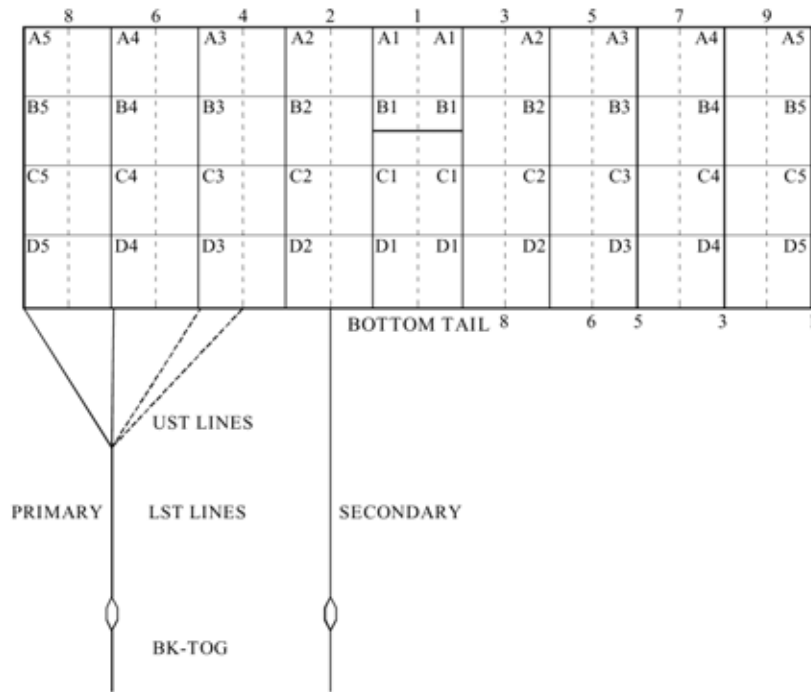 8 6 4 2 1 3 5 7 9
A5 A4 A3 A2 A1 A1 A2 A3 A4 A5
B5 B4 B3 B2 B1 B1 B2 B3 B4 B5
C5 C4 C3 C2 C1 C1 C2 C3 C4 C5
D5 D4 D3 D2 D1 D1 D2 D3 D4 D5
BOTTOM TAIL 8 6 5 3
UST LINES
PRIMARY LST LINES SECONDARY
BK-TOG